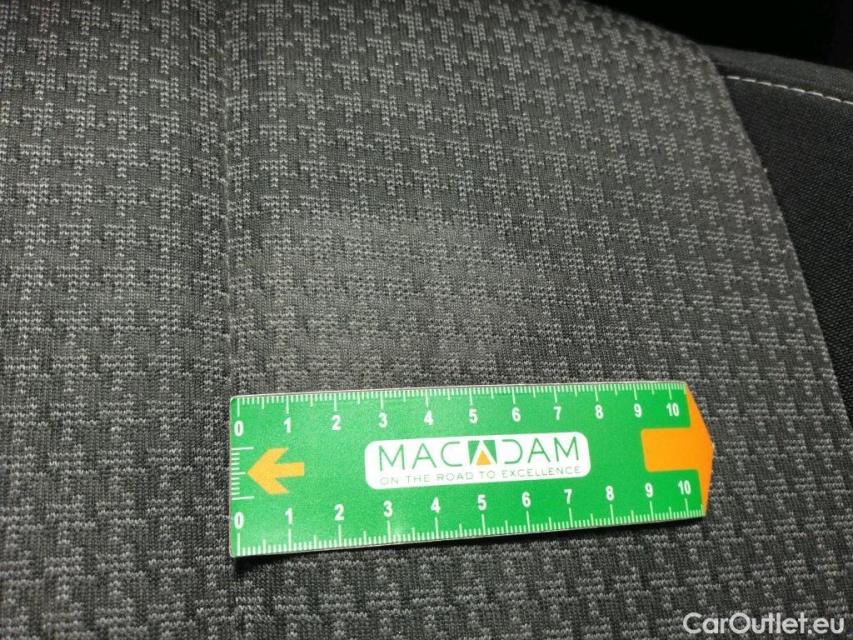 0 1 2 3 4 5 6 7 8 9 10
MACADAM
ON THE ROAD TO EXCELLENCE
0 1 2 3 4 5 6 7 8 9 10
CarOutlet.eu